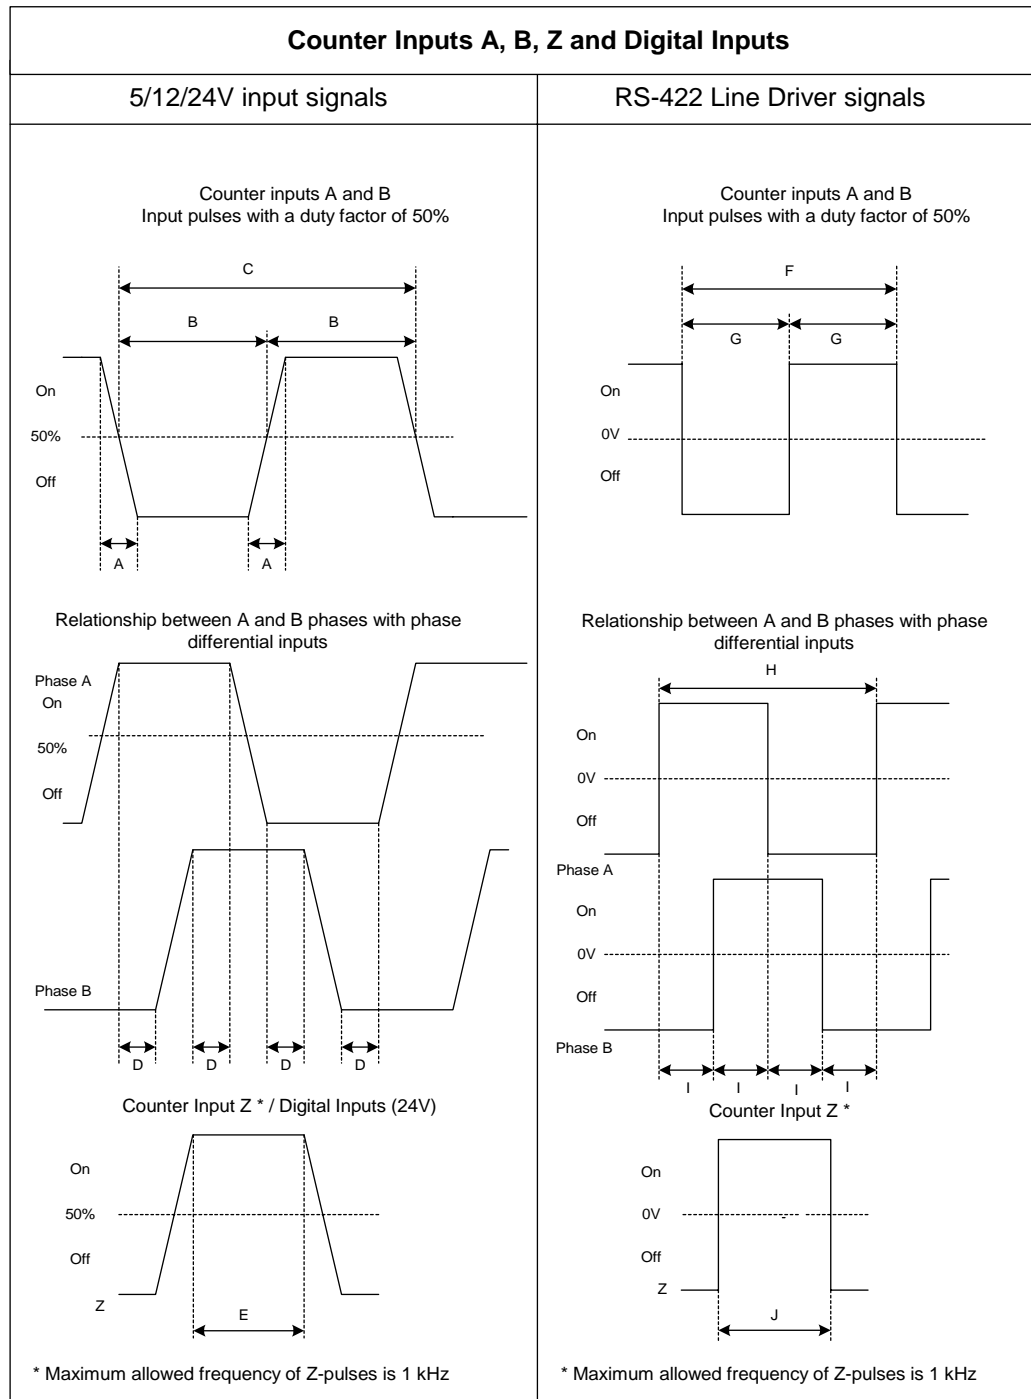 Counter Inputs A, B, Z and Digital Inputs
5/12/24V input signals
Counter inputs A and B
Input pulses with a duty factor of 50%
C
B B
On
50%
Off
A A
Relationship between A and B phases with phase
differential inputs
Phase A
On
50%
Off
Phase B
D D D D
Counter Input Z * / Digital Inputs (24V)
On
50%
Off
Z
E
* Maximum allowed frequency of Z-pulses is 1 kHz
RS-422 Line Driver signals
Counter inputs A and B
Input pulses with a duty factor of 50%
F
G G
On
0V
Off
Relationship between A and B phases with phase
differential inputs
H
On
0V
Off
Phase A
On
0V
Off
Phase B
I I I I
Counter Input Z *
On
0V
Off
Z
J
* Maximum allowed frequency of Z-pulses is 1 kHz